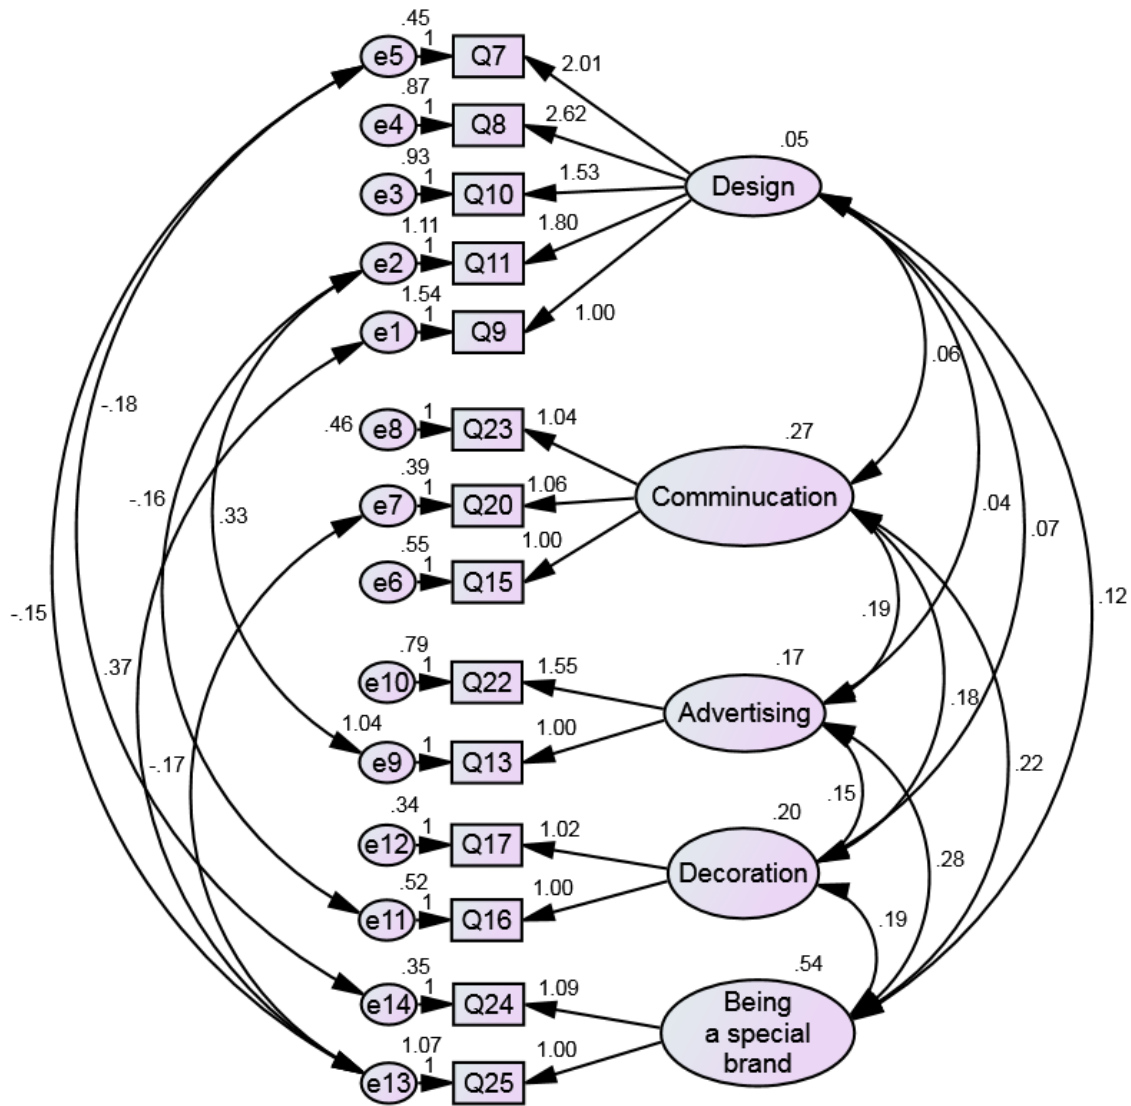 .45
e5 1 Q7 2.01
.87
e4 1 Q8 2.62
.05
.93
e3 1 Q10 1.53 Design
1.11
e2 1 Q11 1.80
1.54
e1 1 Q9 1.00
.06
-.18
.46 e8 1 Q23 1.04 .27
.39
e7 1 Q20 1.06 Comminucation
-.16 .33 .04 .07
.55
e6 1 Q15 1.00
-.15 .19 .12
.79
e10 1 Q22 1.55 .17
.37
Advertising
1.04
e9 1 Q13 1.00
.18
-.17 .22
.15
.34
e12 1 Q17 1.02 .20
Decoration .28
.52
e11 1 Q16 1.00
.19
.35
e14 1 Q24 1.09 .54
Being
a special
brand
1.07
e13 1 Q25 1.00